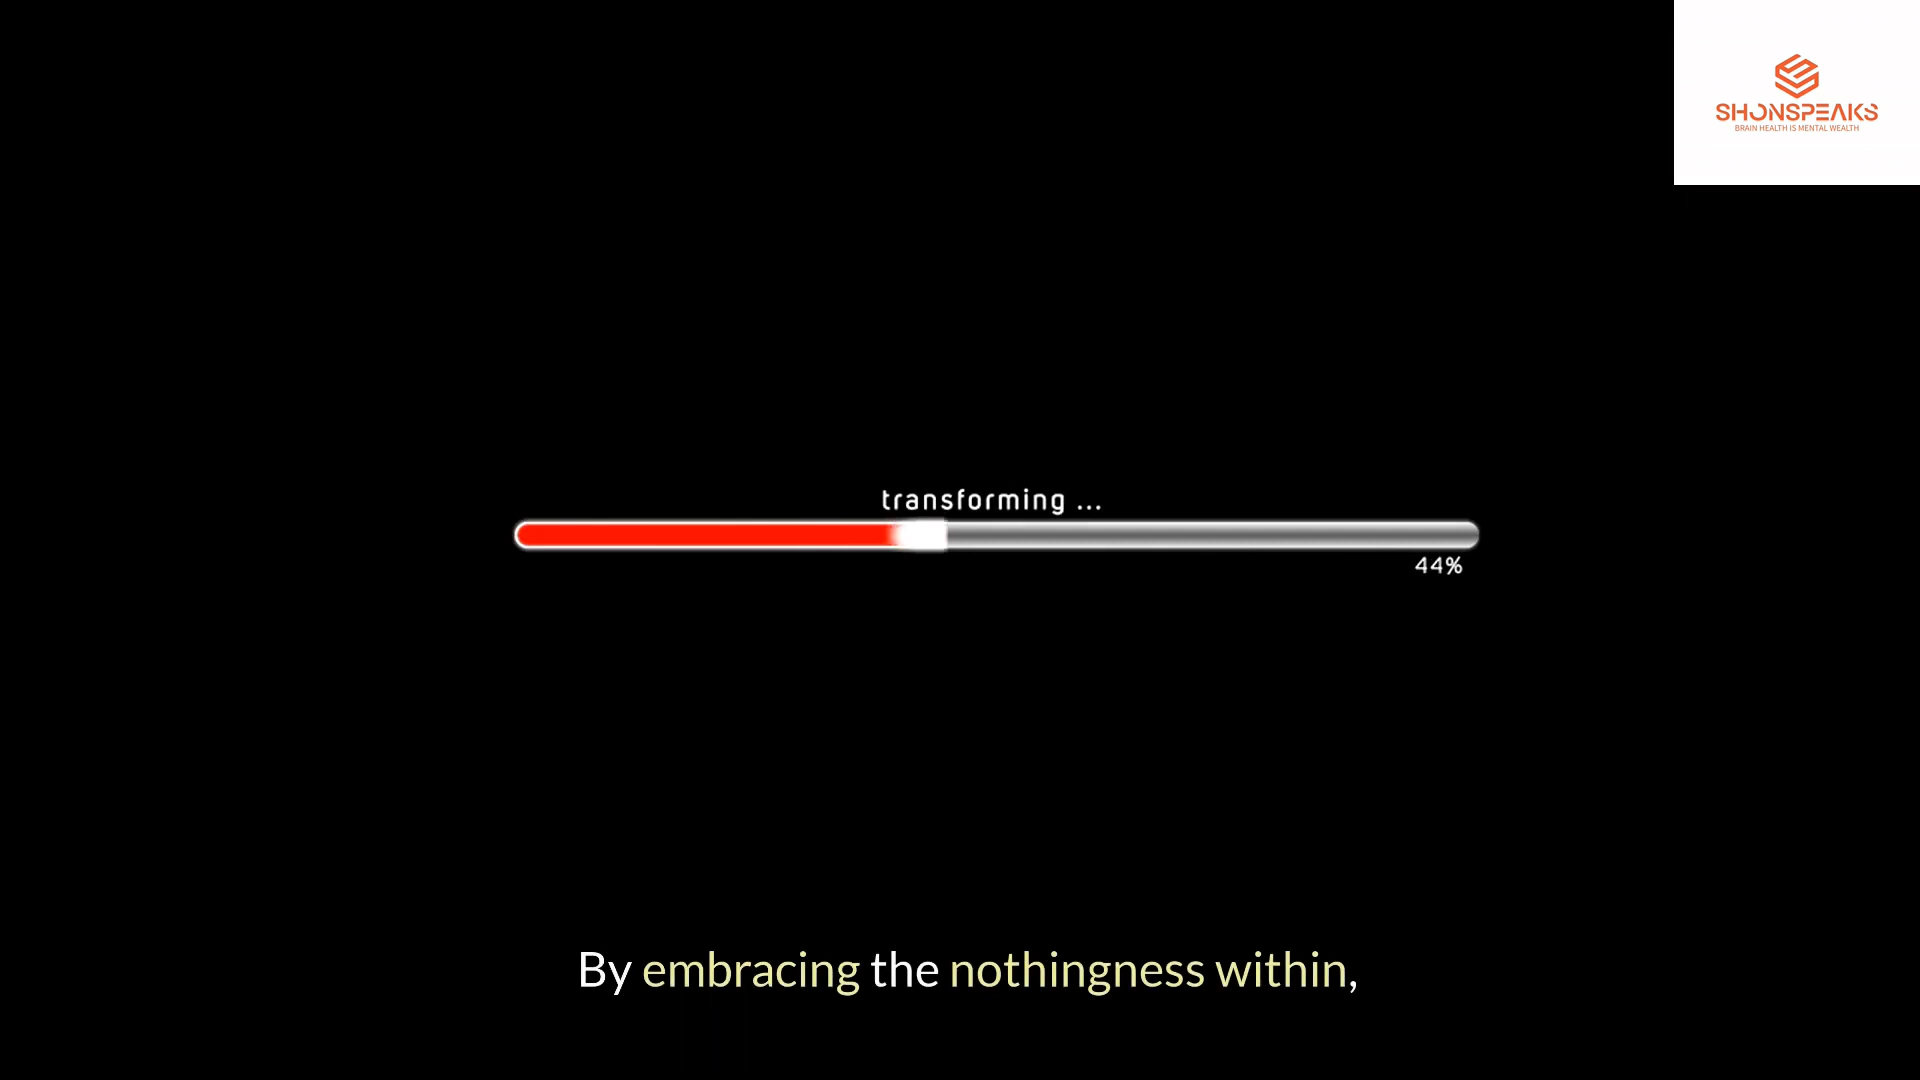 SHONSPEAKS
BRAIN HEALTH IS MENTAL WEALTH
transforming ...
44%
By embracing the nothingness within,